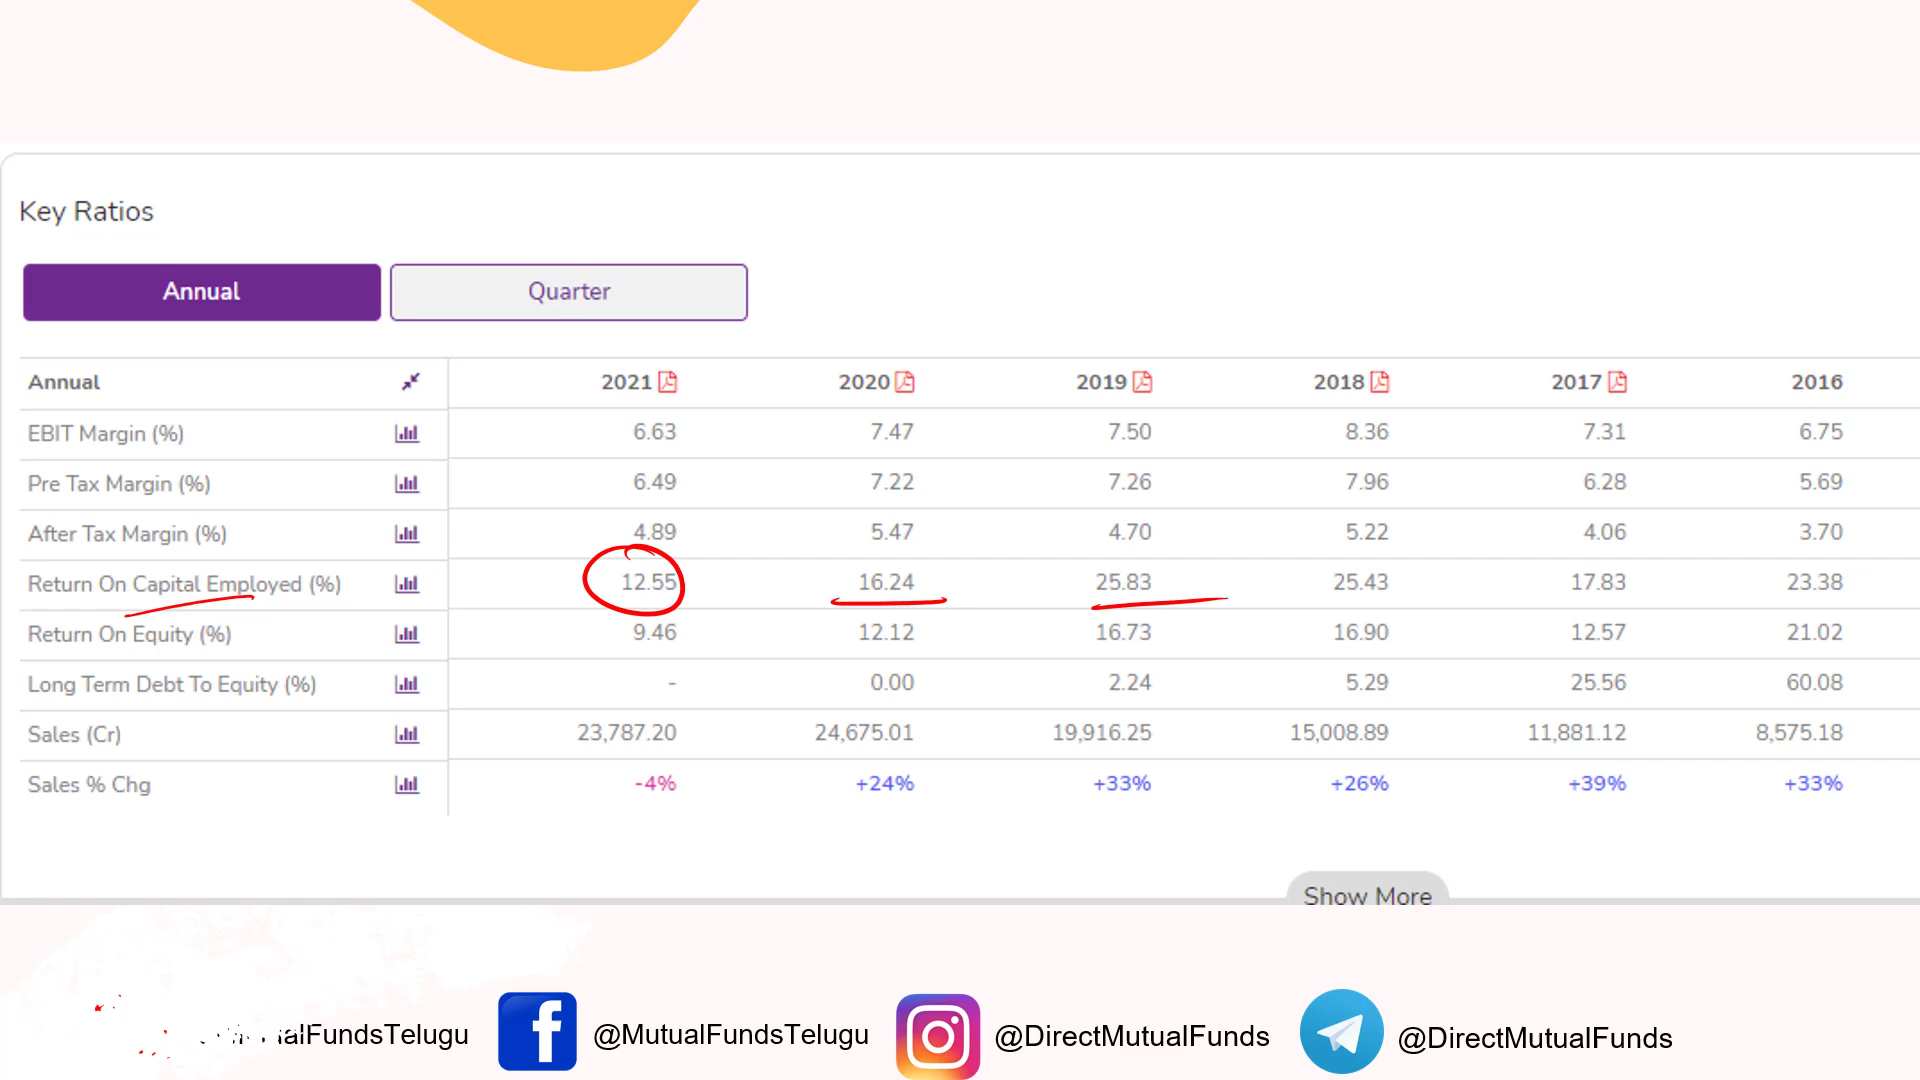 Key Ratios
Annual Quarter
Annual 2021 2020 2019 2018 2017 2016
EBIT Margin (%) 6.63 7.47 7.50 8.36 7.31 6.75
Pre Tax Margin (%) 6.49 7.22 7.26 7.96 6.28 5.69
After Tax Margin (%) 4.89 5.47 4.70 5.22 4.06 3.70
Return On Capital Employed (%) 12.55 16.24 25.83 25.43 17.83 23.38
Return On Equity (%) 9.46 12.12 16.73 16.90 12.57 21.02
Long Term Debt To Equity (%) - 0.00 2.24 5.29 25.56 60.08
Sales (Cr) 23,787.20 24,675.01 19,916.25 15,008.89 11,881.12 8,575.18
Sales % Chg -4% +24% +33% +26% +39% +33%
Show More
@MutualFundsTelugu @DirectMutualFunds @DirectMutualFunds